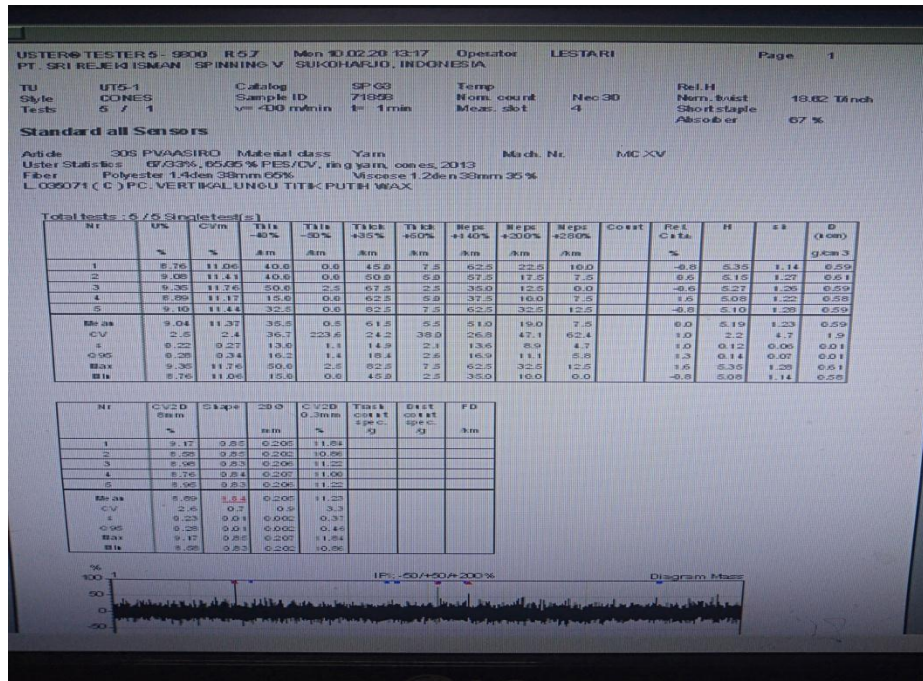 USTER® TESTER 5 - S800 R 5.7 Mon 10.02.20 13:17 Operator LESTARI Page 1
PT. SRI REJEKI ISMAN SPINNING V SUKOHARJO, INDONESIA
TU UT5-1 Catalog SP G3 Temp Rel.H
Style CONES Sample ID 71858 Nom. count Nec 30 Nom. twist 18.62 T/inch
Tests 5 / 1 v= 400 m/min t= 1 min Meas. slot 4 Short staple
Absorber 67 %
Standard all Sensors
Article 30S PVAASIRO Material class Yarn Mach. Nr. MC XV
Uster Statistics 67/33%, 65/35 % PES/CV, ring yarn, cones, 2013
Fiber Polyester 1.4den 38mm 65% Viscose 1.2den 38mm 35 %
L.035071 ( C ) PC. VERTIKAL UNGU TITIK PUTIH WAX
Total tests : 5 / 5 Single test(s)
Nr U% CVm Thin -40% Thin -50% Thick +35% Thick +50% Neps +140% Neps +200% Neps +280% Count Rel. Cnt± H sh D
% % /km /km /km /km /km /km /km % g/cm3
1 8.76 11.06 40.0 0.0 45.0 7.5 62.5 22.5 10.0 -0.8 5.35 1.14 0.59
2 9.08 11.41 40.0 0.0 50.0 5.0 57.5 17.5 7.5 0.6 5.15 1.27 0.61
3 9.35 11.76 50.0 2.5 67.5 2.5 35.0 12.5 0.0 -0.6 5.27 1.26 0.59
4 8.89 11.17 15.0 0.0 62.5 5.0 37.5 10.0 7.5 1.6 5.08 1.22 0.58
5 9.10 11.44 32.5 0.0 82.5 7.5 62.5 32.5 12.5 -0.8 5.10 1.28 0.59
Mean 9.04 11.37 35.5 0.5 61.5 5.5 51.0 19.0 7.5 0.0 5.19 1.23 0.59
CV 2.5 2.4 36.7 223.6 24.2 38.0 26.8 47.1 62.4 1.0 2.2 4.7 1.9
s 0.22 0.27 13.0 1.1 14.9 2.1 13.6 8.9 4.7 1.0 0.12 0.06 0.01
Q95 0.28 0.34 16.2 1.4 18.4 2.6 16.9 11.1 5.8 1.3 0.14 0.07 0.01
Max 9.35 11.76 50.0 2.5 82.5 7.5 62.5 32.5 12.5 1.6 5.35 1.28 0.61
Min 8.76 11.06 15.0 0.0 45.0 2.5 35.0 10.0 0.0 -0.8 5.08 1.14 0.58
Nr CV2D 8mm Shape 2DØ CV2D 0.3mm Trash count spec. Dust count spec. FD
% mm % /g /g /km
1 9.17 0.85 0.205 11.84
2 8.58 0.85 0.202 10.86
3 8.98 0.83 0.206 11.22
4 8.76 0.84 0.207 11.00
5 8.95 0.83 0.206 11.22
Mean 8.89 0.205 11.23
CV 2.6 0.7 0.9 3.3
s 0.23 0.01 0.002 0.37
Q95 0.28 0.01 0.002 0.46
Max 9.17 0.85 0.207 11.84
Min 8.58 0.83 0.202 10.86
% IPI: -50/+50/+200 % Diagram Mass
100 1
50
0
-50